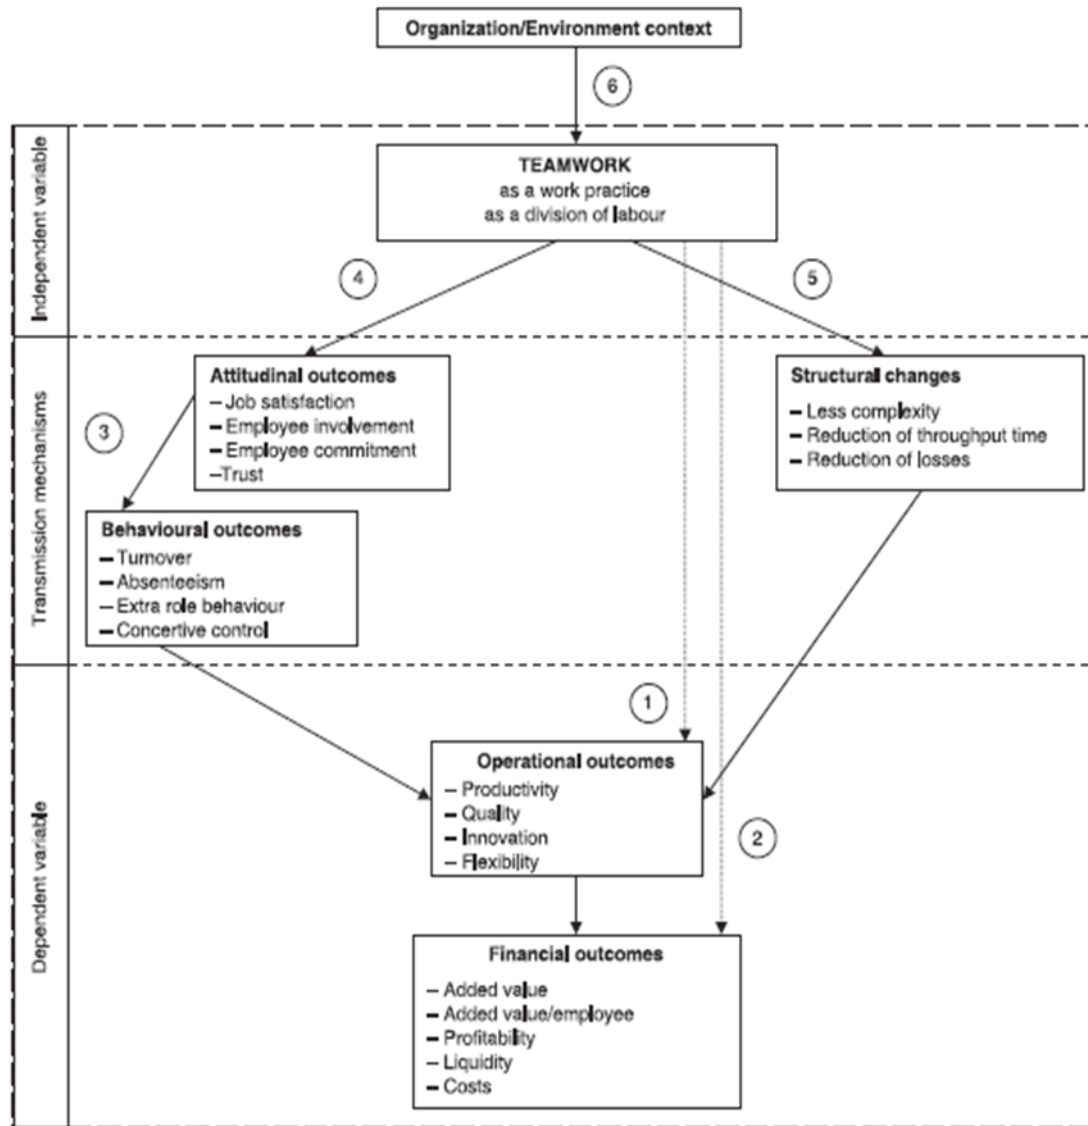 Organization/Environment context
6
Independent variable
TEAMWORK
as a work practice
as a division of labour
4
5
Transmission mechanisms
Attitudinal outcomes
– Job satisfaction
– Employee involvement
– Employee commitment
–Trust
Structural changes
– Less complexity
– Reduction of throughput time
– Reduction of losses
3
Behavioural outcomes
– Turnover
– Absenteeism
– Extra role behaviour
– Concertive control
Dependent variable
1
Operational outcomes
– Productivity
– Quality
– Innovation
– Flexibility
2
Financial outcomes
– Added value
– Added value/employee
– Profitability
– Liquidity
– Costs